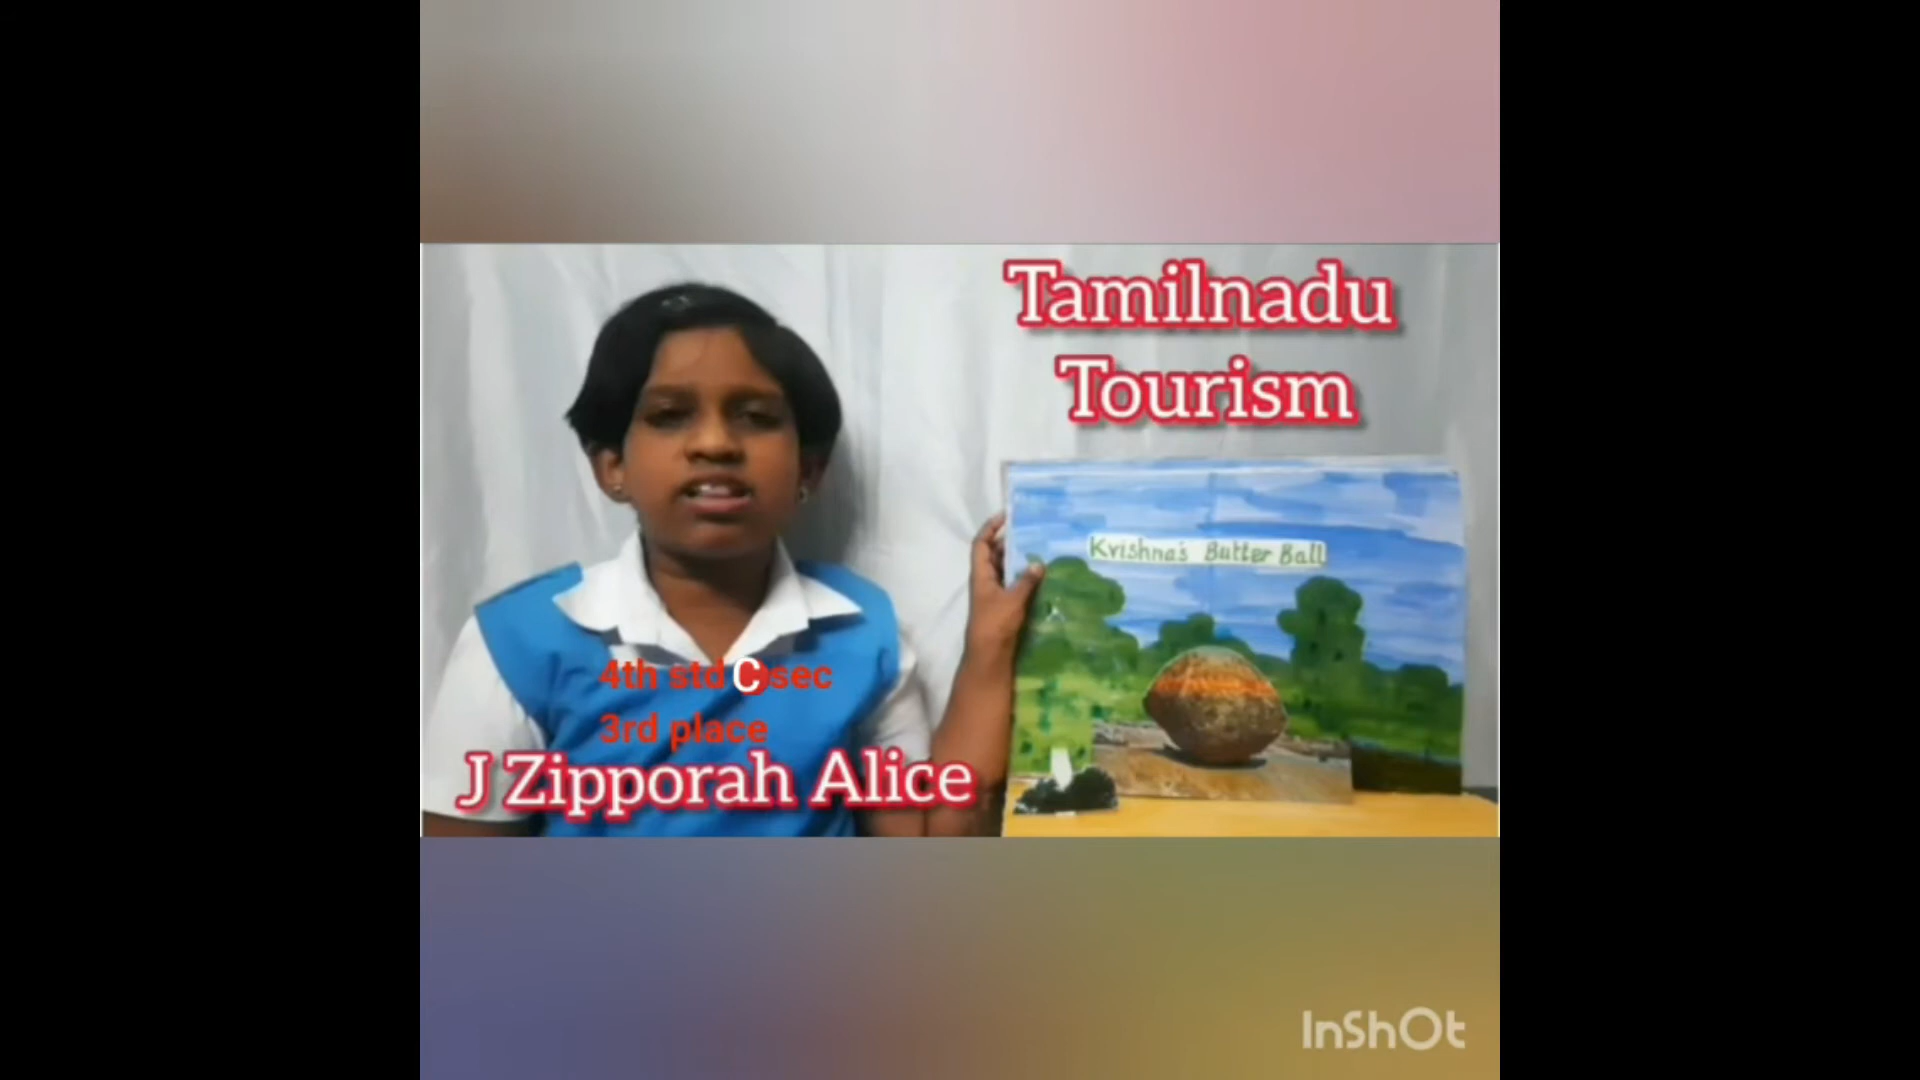 Tamilnadu
Tourism
Krishna's Butter Ball
4th std C sec
3rd place
J Zipporah Alice
InShOt